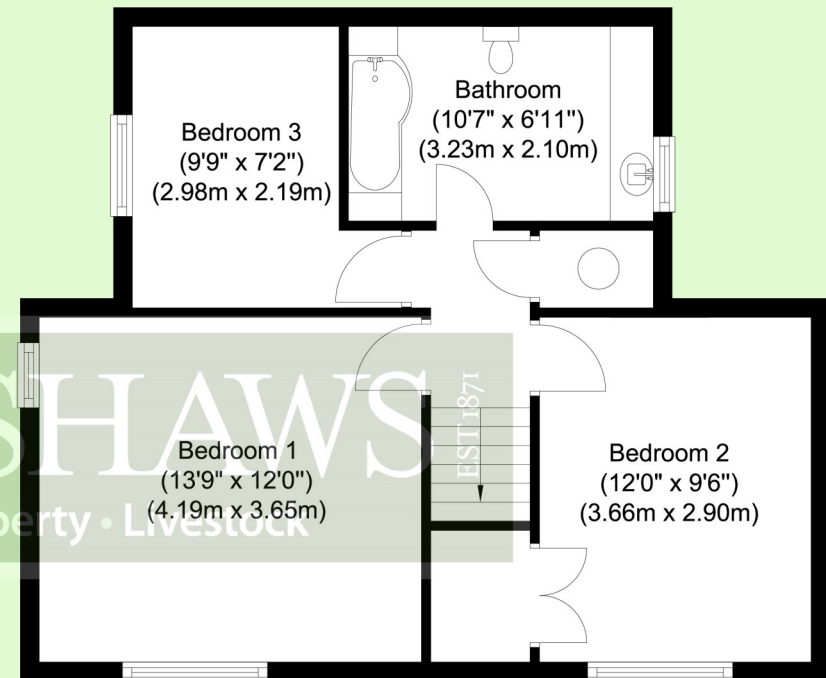 Bathroom
(10'7" x 6'11")
(3.23m x 2.10m)
Bedroom 3
(9'9" x 7'2")
(2.98m x 2.19m)
SHAWS
EST 1871
Bedroom 1
(13'9" x 12'0")
(4.19m x 3.65m)
Bedroom 2
(12'0" x 9'6")
(3.66m x 2.90m)
perty • Livestock